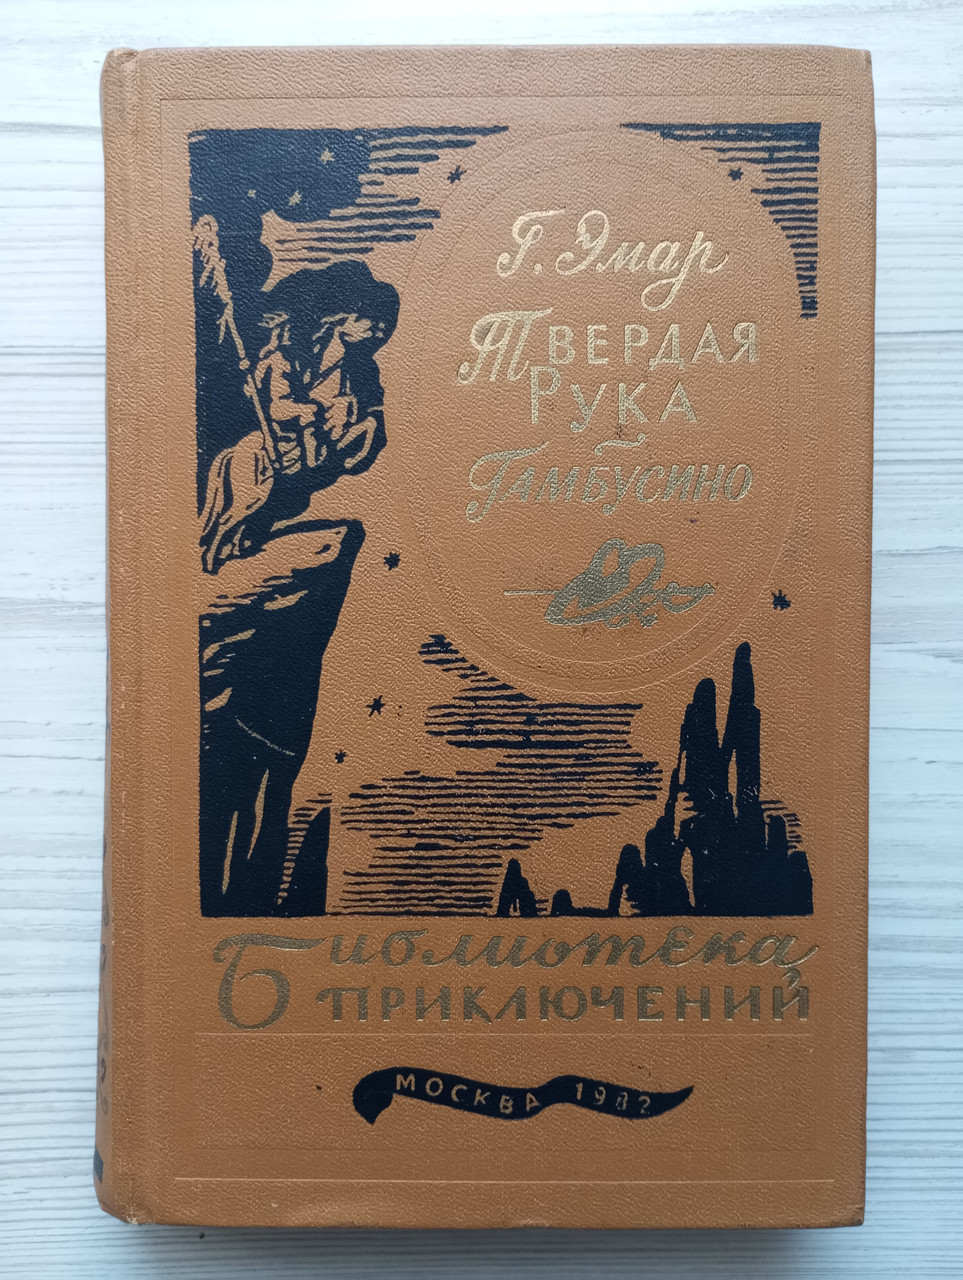 Г. Эмар
ТВЕРДАЯ
РУКА
ГАМБУСИНО
Библиотека
ПРИКЛЮЧЕНИЙ
МОСКВА 1982